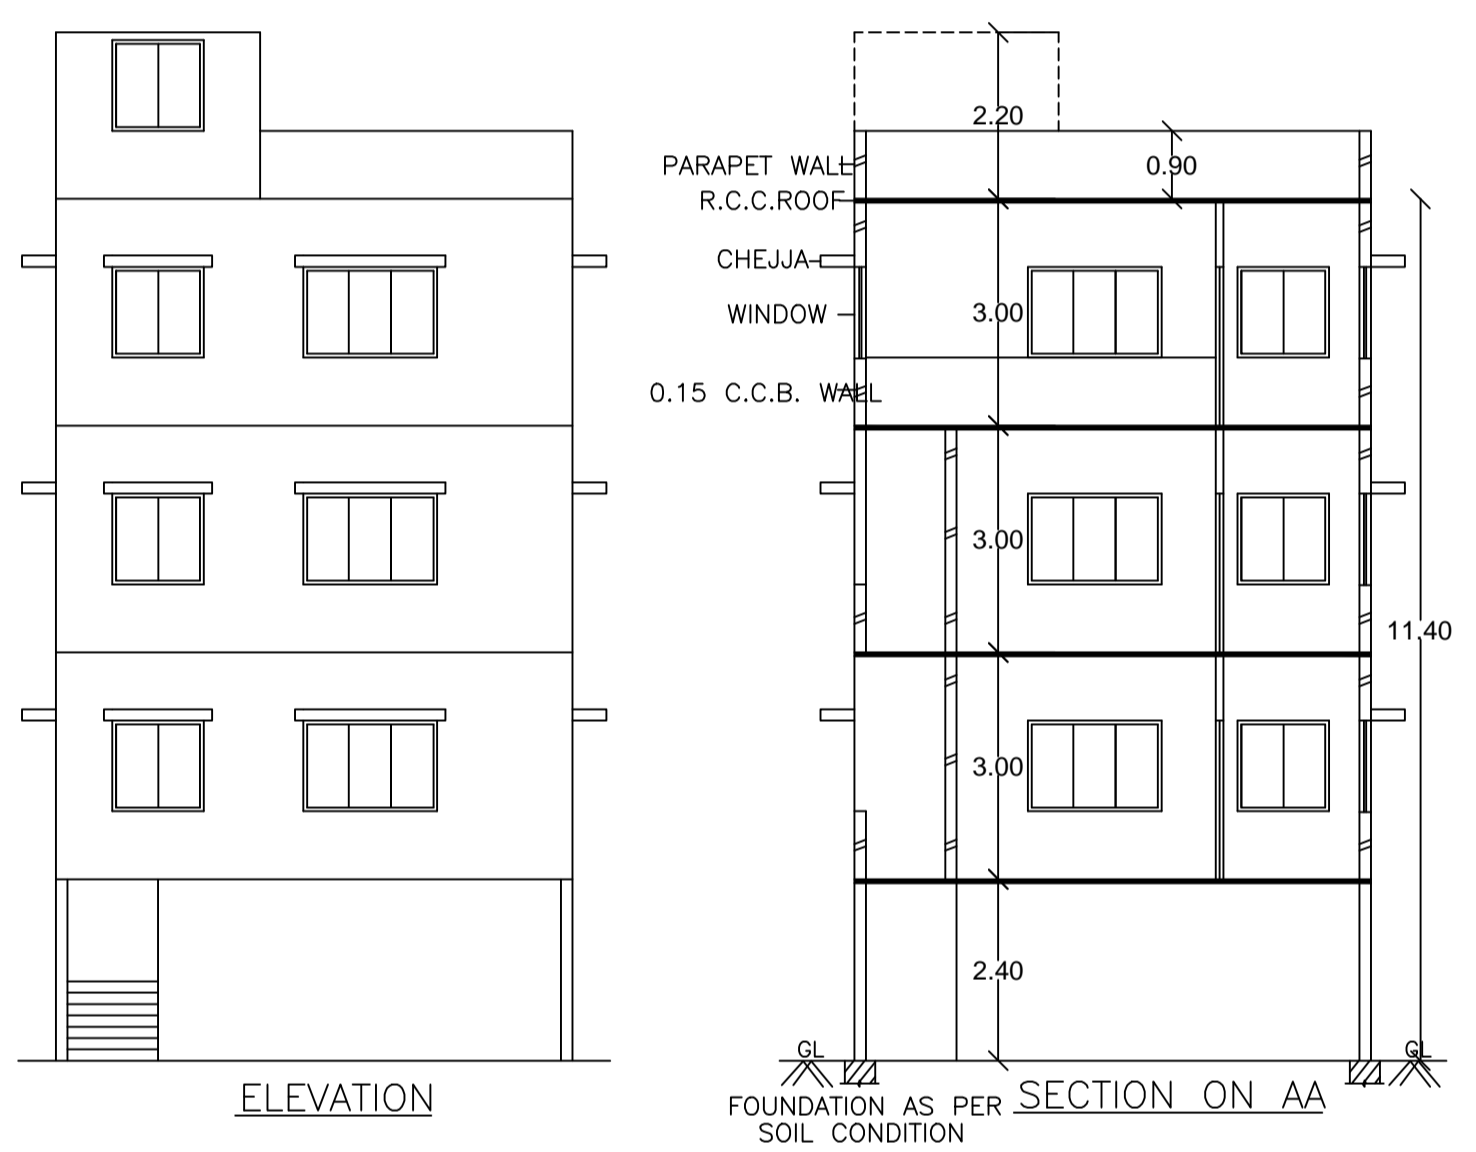 2.20
PARAPET WALL
0.90
R.C.C.ROOF
CHEJJA
WINDOW
3.00
0.15 C.C.B. WALL
3.00
11.40
3.00
2.40
GL
GL
ELEVATION
FOUNDATION AS PER
SOIL CONDITION
SECTION ON AA